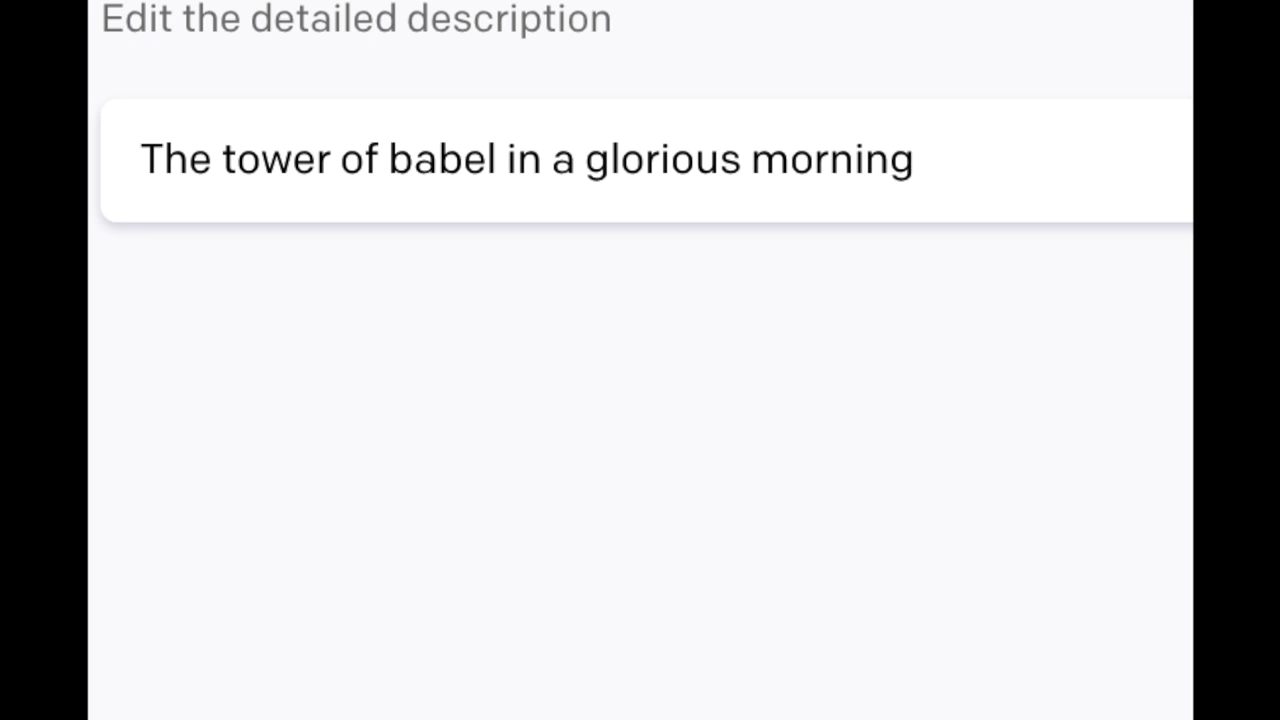 Edit the detailed description
The tower of babel in a glorious morning